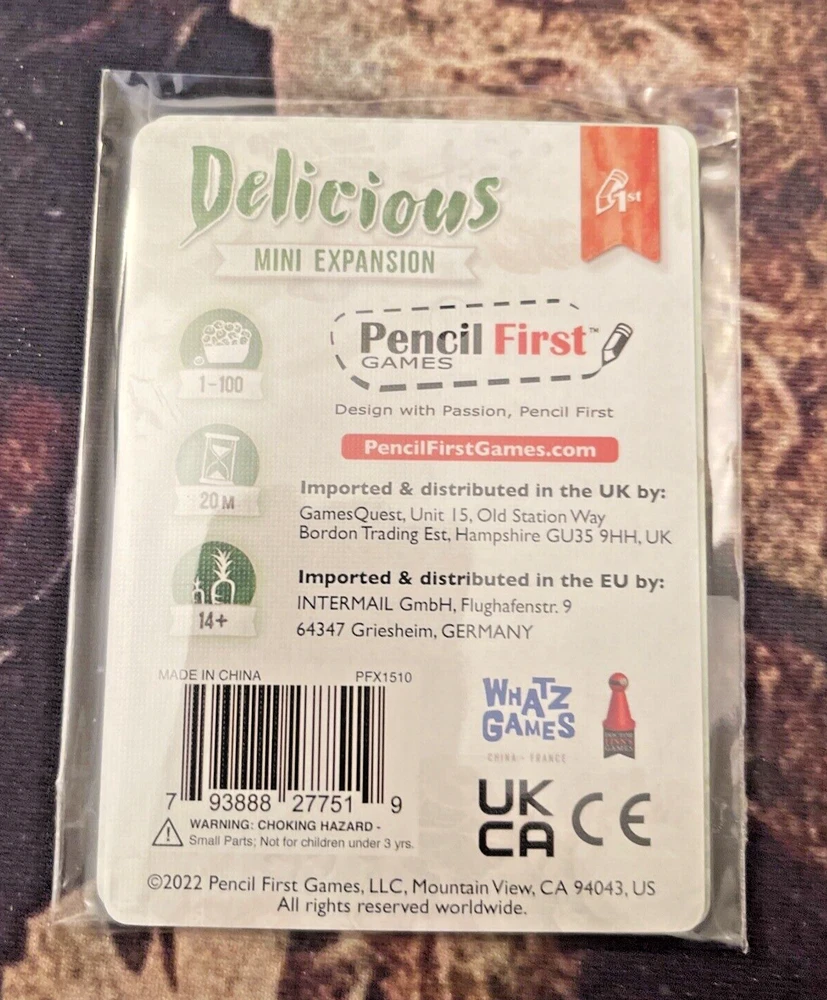 Delicious
MINI EXPANSION
1st
Pencil First™
GAMES
Design with Passion, Pencil First
PencilFirstGames.com
1-100
20 M
14+
Imported & distributed in the UK by:
GamesQuest, Unit 15, Old Station Way
Bordon Trading Est, Hampshire GU35 9HH, UK
Imported & distributed in the EU by:
INTERMAIL GmbH, Flughafenstr. 9
64347 Griesheim, GERMANY
MADE IN CHINA PFX1510
7 93888 27751 9
WHATZ
GAMES
CHINA - FRANCE
DOCTOR
FINN'S
GAMES
UK
CA
CE
WARNING: CHOKING HAZARD -
Small Parts; Not for children under 3 yrs.
©2022 Pencil First Games, LLC, Mountain View, CA 94043, US
All rights reserved worldwide.